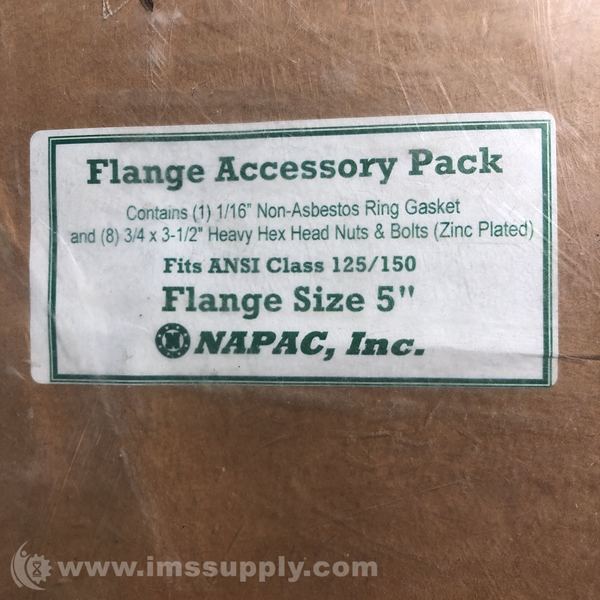 Flange Accessory Pack
Contains (1) 1/16" Non-Asbestos Ring Gasket
and (8) 3/4 x 3-1/2" Heavy Hex Head Nuts & Bolts (Zinc Plated)
Fits ANSI Class 125/150
Flange Size 5"
N NAPAC, Inc.
www.imssupply.com